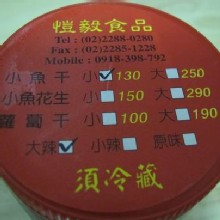 愷毅食品
Tel : (02)2288-0280
Fax : (02)2285-1228
Mobile : 0918-398-792
小魚干 小☑130 大□250
小魚花生 小□150 大□290
蘿蔔干 小□100 大□190
大辣☑ 小辣□ 原味□
須冷藏